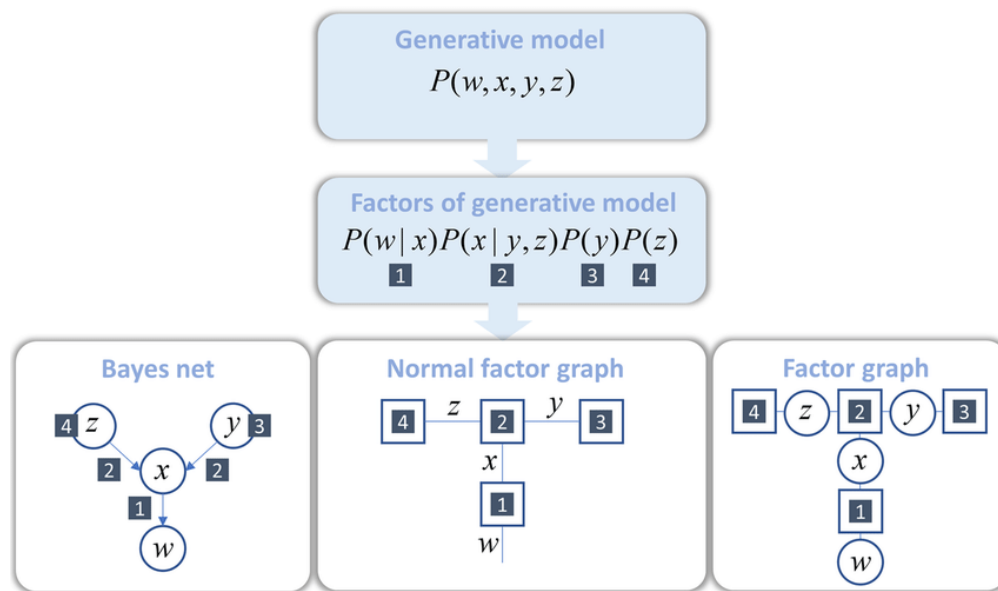 Generative model
P(w, x, y, z)
Factors of generative model
P(w | x)P(x | y, z)P(y)P(z)
1 2 3 4
Bayes net
4 z y 3
2 x 2
1
w
Normal factor graph
z y
4 2 3
x
1
w
Factor graph
4 z 2 y 3
x
1
w